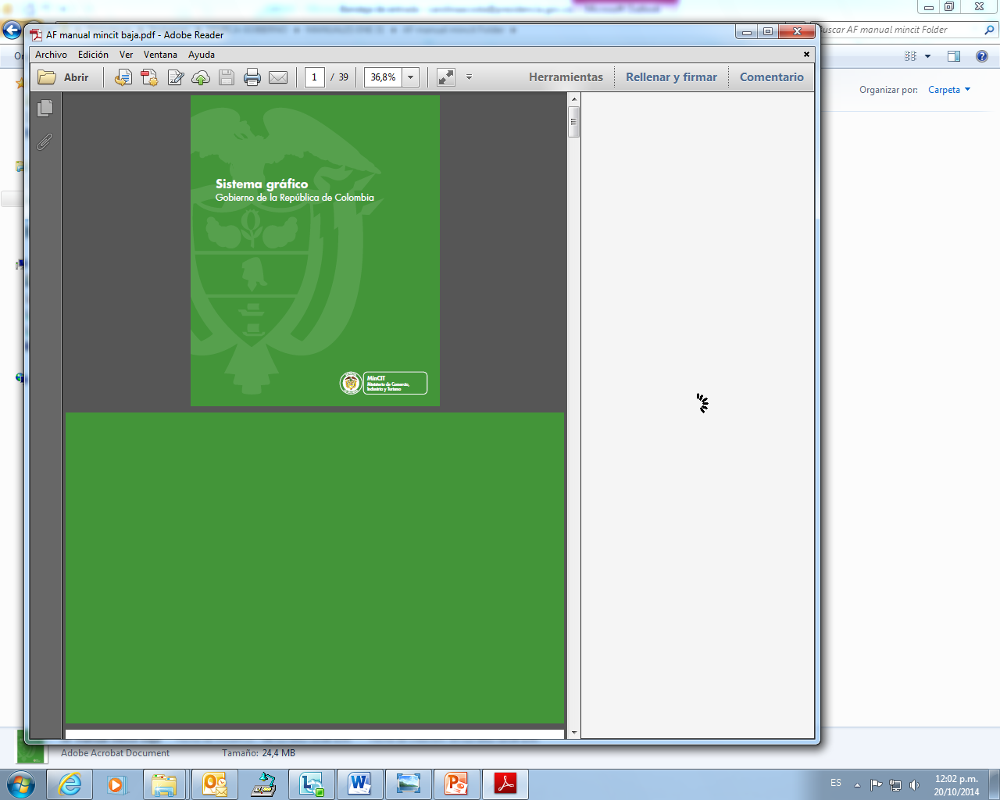 AF manual mincit baja.pdf - Adobe Reader
Buscar AF manual mincit Folder
Archivo Edición Ver Ventana Ayuda
Abrir
1 / 39
36,8%
Herramientas
Rellenar y firmar
Comentario
Organizar por: Carpeta
Sistema gráfico
Gobierno de la República de Colombia
MinCIT
Ministerio de Comercio,
Industria y Turismo
Adobe Acrobat Document
Tamaño: 24,4 MB
ES
12:02 p.m.
20/10/2014